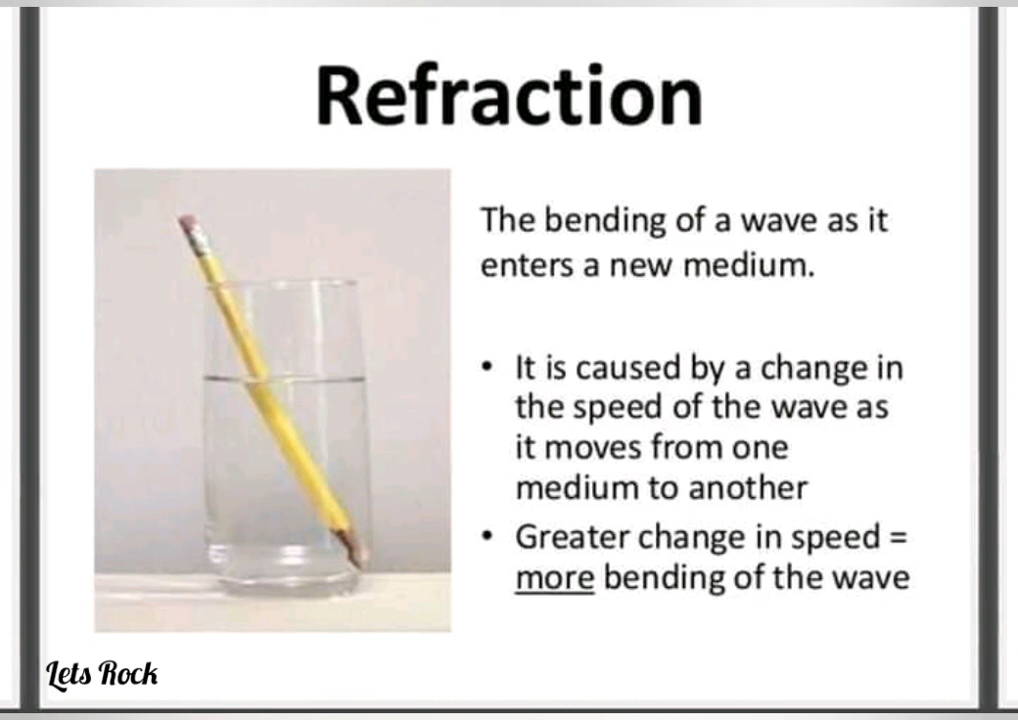 Refraction
The bending of a wave as it
enters a new medium.
• It is caused by a change in
the speed of the wave as
it moves from one
medium to another
• Greater change in speed =
more bending of the wave
Lets Rock